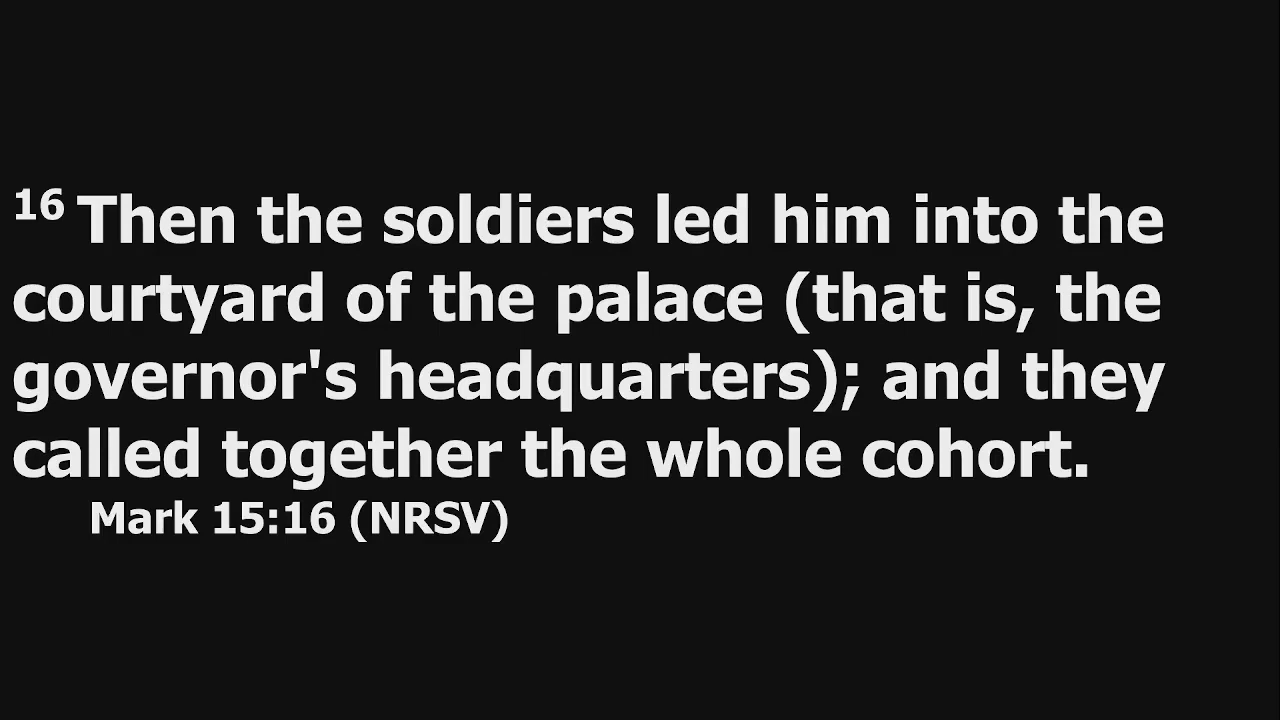 16 Then the soldiers led him into the
courtyard of the palace (that is, the
governor's headquarters); and they
called together the whole cohort.
Mark 15:16 (NRSV)